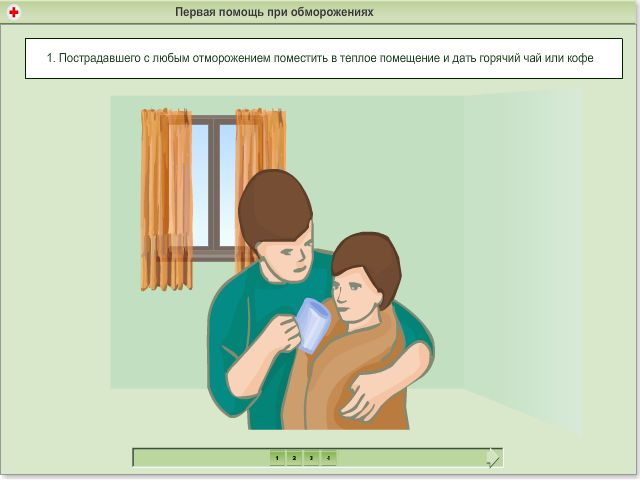 Первая помощь при обморожениях
1. Пострадавшего с любым отморожением поместить в теплое помещение и дать горячий чай или кофе
1 2 3 4